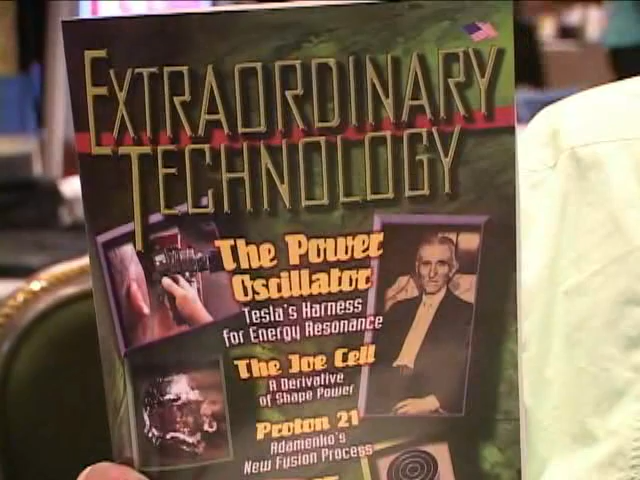 EXTRAORDINARY
TECHNOLOGY
The Power
Oscillator
Tesla's Harness
for Energy Resonance
The Joe Cell
A Derivative
of Shape Power
Proton 21
Adamenko's
New Fusion Process